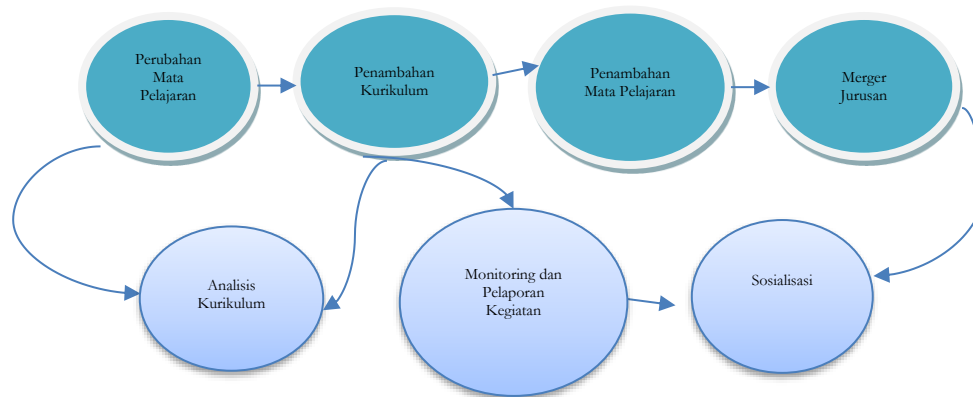 Perubahan
Mata
Pelajaran
Penambahan
Kurikulum
Penambahan
Mata Pelajaran
Merger
Jurusan
Analisis
Kurikulum
Monitoring dan
Pelaporan
Kegiatan
Sosialisasi